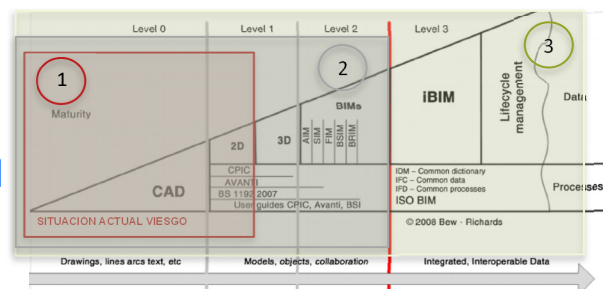 Level 0
Level 1
Level 2
Level 3
1
2
3
Maturity
BIMs
iBIM
Lifecycle
management
Data
2D
3D
AIM
SIM
FIM
BSIM
BRIM
CAD
CPIC
AVANTI
BS 1192 2007
User guides CPIC, Avanti, BSI
IDM – Common dictionary
IFC – Common data
IFD – Common processes
ISO BIM
Processes
SITUACION ACTUAL VIESGO
© 2008 Bew - Richards
Drawings, lines arcs text, etc
Models, objects, collaboration
Integrated, Interoperable Data